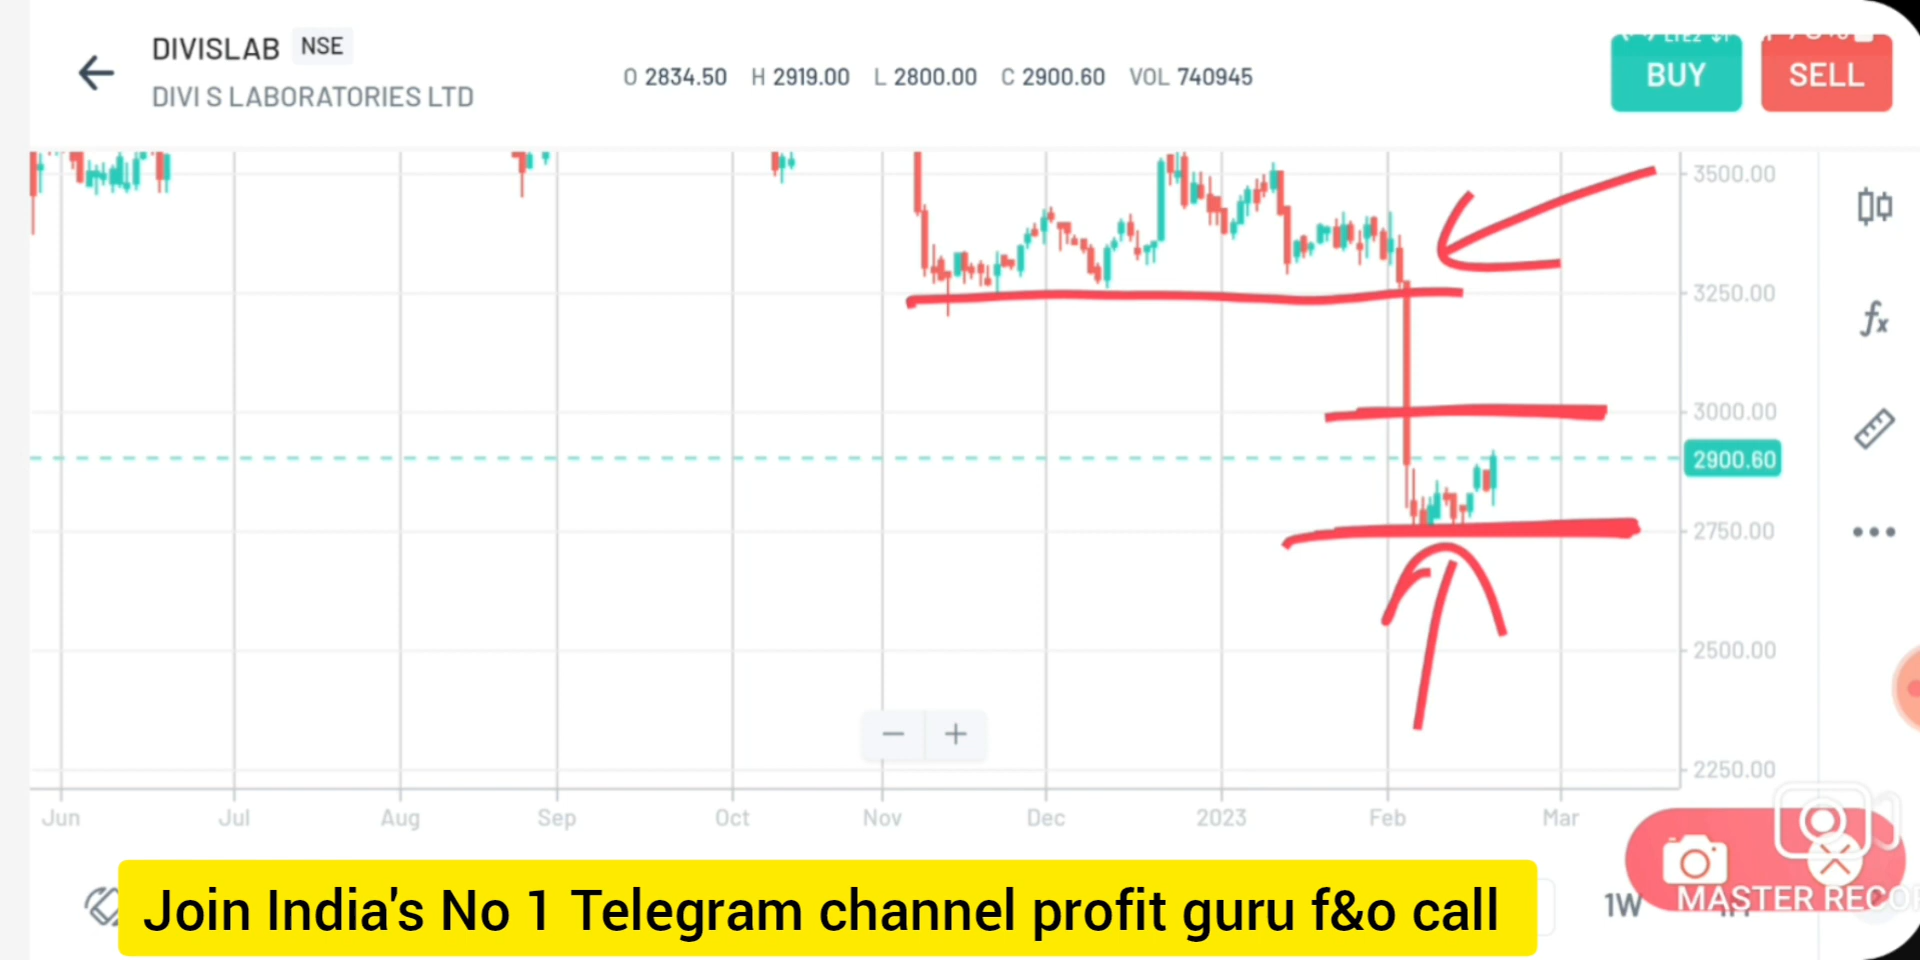 DIVISLAB NSE
DIVI S LABORATORIES LTD
O 2834.50 H 2919.00 L 2800.00 C 2900.60 VOL 740945
BUY
SELL
3500.00
3250.00
3000.00
2900.60
2750.00
2500.00
2250.00
Jun Jul Aug Sep Oct Nov Dec 2023 Feb Mar
Join India's No 1 Telegram channel profit guru f&o call
1W
MASTER RECO